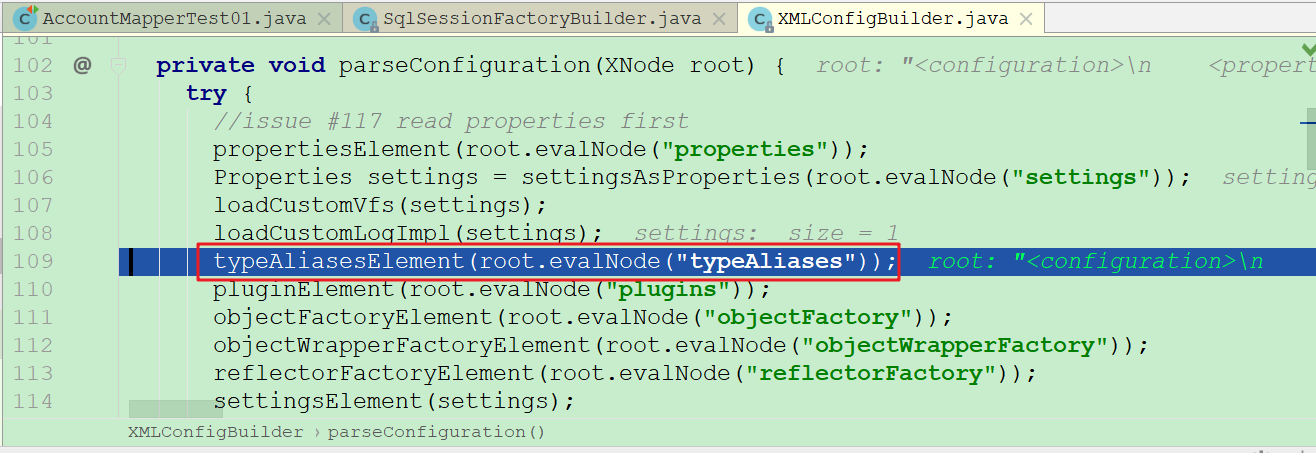 AccountMapperTest01.java SqlSessionFactoryBuilder.java XMLConfigBuilder.java
101
102 @ private void parseConfiguration(XNode root) { root: "<configuration>\n <propert
103 try {
104 //issue #117 read properties first
105 propertiesElement(root.evalNode("properties"));
106 Properties settings = settingsAsProperties(root.evalNode("settings")); setting
107 loadCustomVfs(settings);
108 loadCustomLogImpl(settings); settings: size = 1
109 typeAliasesElement(root.evalNode("typeAliases")); root: "<configuration>\n
110 pluginElement(root.evalNode("plugins"));
111 objectFactoryElement(root.evalNode("objectFactory"));
112 objectWrapperFactoryElement(root.evalNode("objectWrapperFactory"));
113 reflectorFactoryElement(root.evalNode("reflectorFactory"));
114 settingsElement(settings);
XMLConfigBuilder › parseConfiguration()